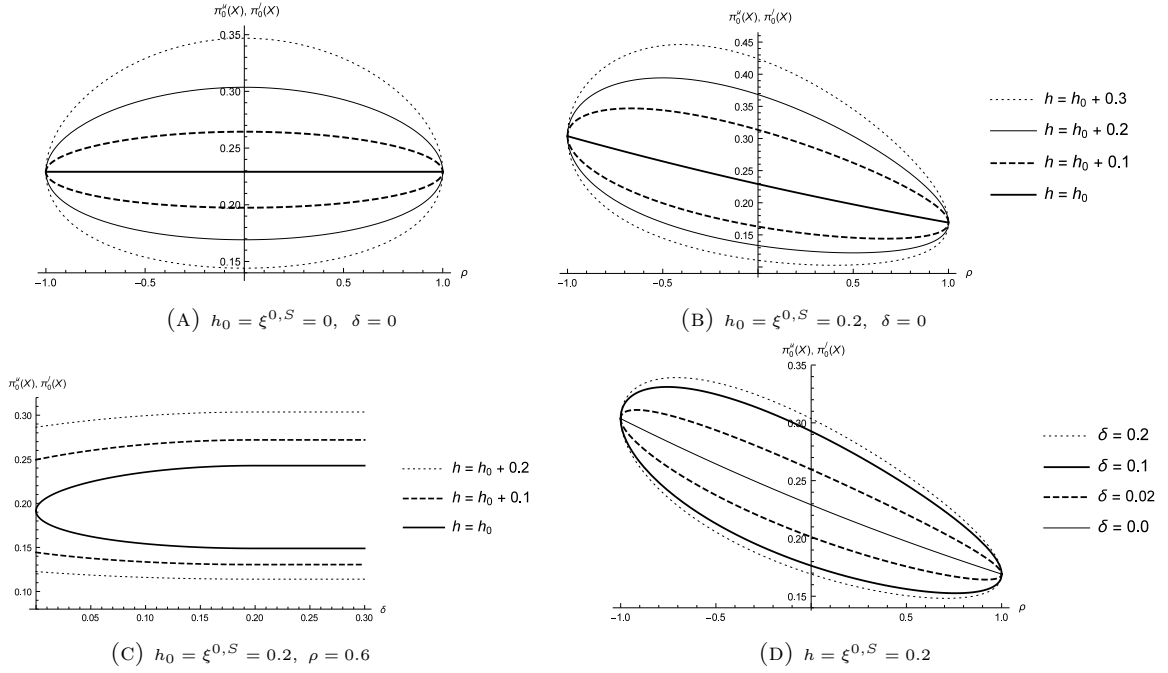 π₀ᵘ(X), π₀ˡ(X)
0.35
0.30
0.25
0.20
0.15
-1.0 -0.5 0.5 1.0 ρ
(A) h₀ = ξ⁰,ˢ = 0, δ = 0
π₀ᵘ(X), π₀ˡ(X)
0.45
0.40
0.35
0.30
0.25
0.20
0.15
-1.0 -0.5 0.5 1.0 ρ
h = h₀ + 0.3
h = h₀ + 0.2
h = h₀ + 0.1
h = h₀
(B) h₀ = ξ⁰,ˢ = 0.2, δ = 0
π₀ᵘ(X), π₀ˡ(X)
0.30
0.25
0.20
0.15
0.10
0.05 0.10 0.15 0.20 0.25 0.30 δ
h = h₀ + 0.2
h = h₀ + 0.1
h = h₀
(C) h₀ = ξ⁰,ˢ = 0.2, ρ = 0.6
π₀ᵘ(X), π₀ˡ(X)
0.35
0.30
0.25
0.20
0.15
-1.0 -0.5 0.5 1.0 ρ
δ = 0.2
δ = 0.1
δ = 0.02
δ = 0.0
(D) h = ξ⁰,ˢ = 0.2